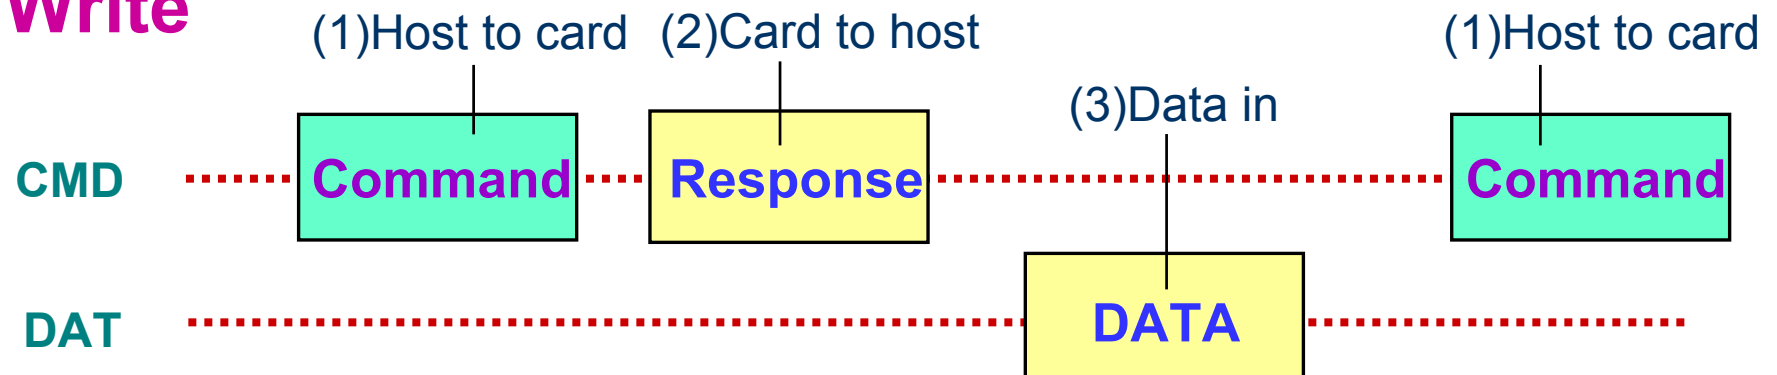 Write
(1)Host to card (2)Card to host (1)Host to card
(3)Data in
CMD Command Response Command
DAT DATA